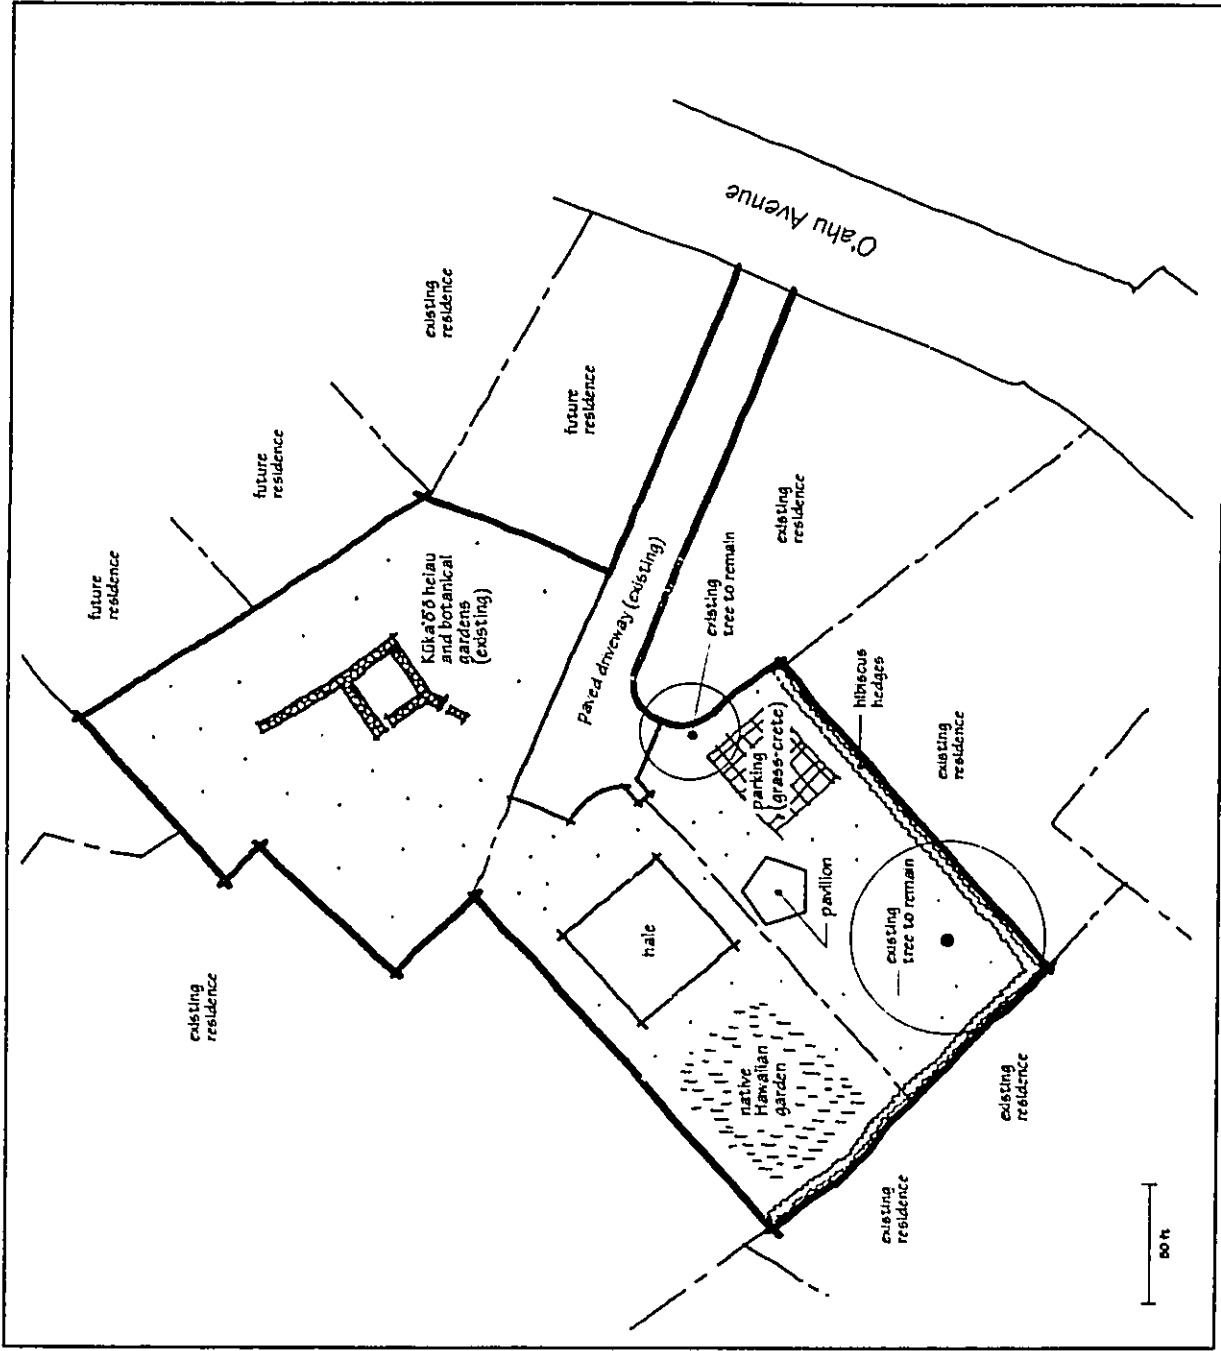 future
residence
existing
residence
future
residence
existing
residence
Kūka'ō'ō heiau
and botanical
gardens
(existing)
future
residence
Paved driveway (existing)
hale
existing
tree to remain
O'ahu Avenue
native
Hawaiian
garden
parking
(grass-crete)
existing
residence
pavilion
hibiscus
hedges
existing
residence
existing
tree to remain
existing
residence
existing
residence
50 ft